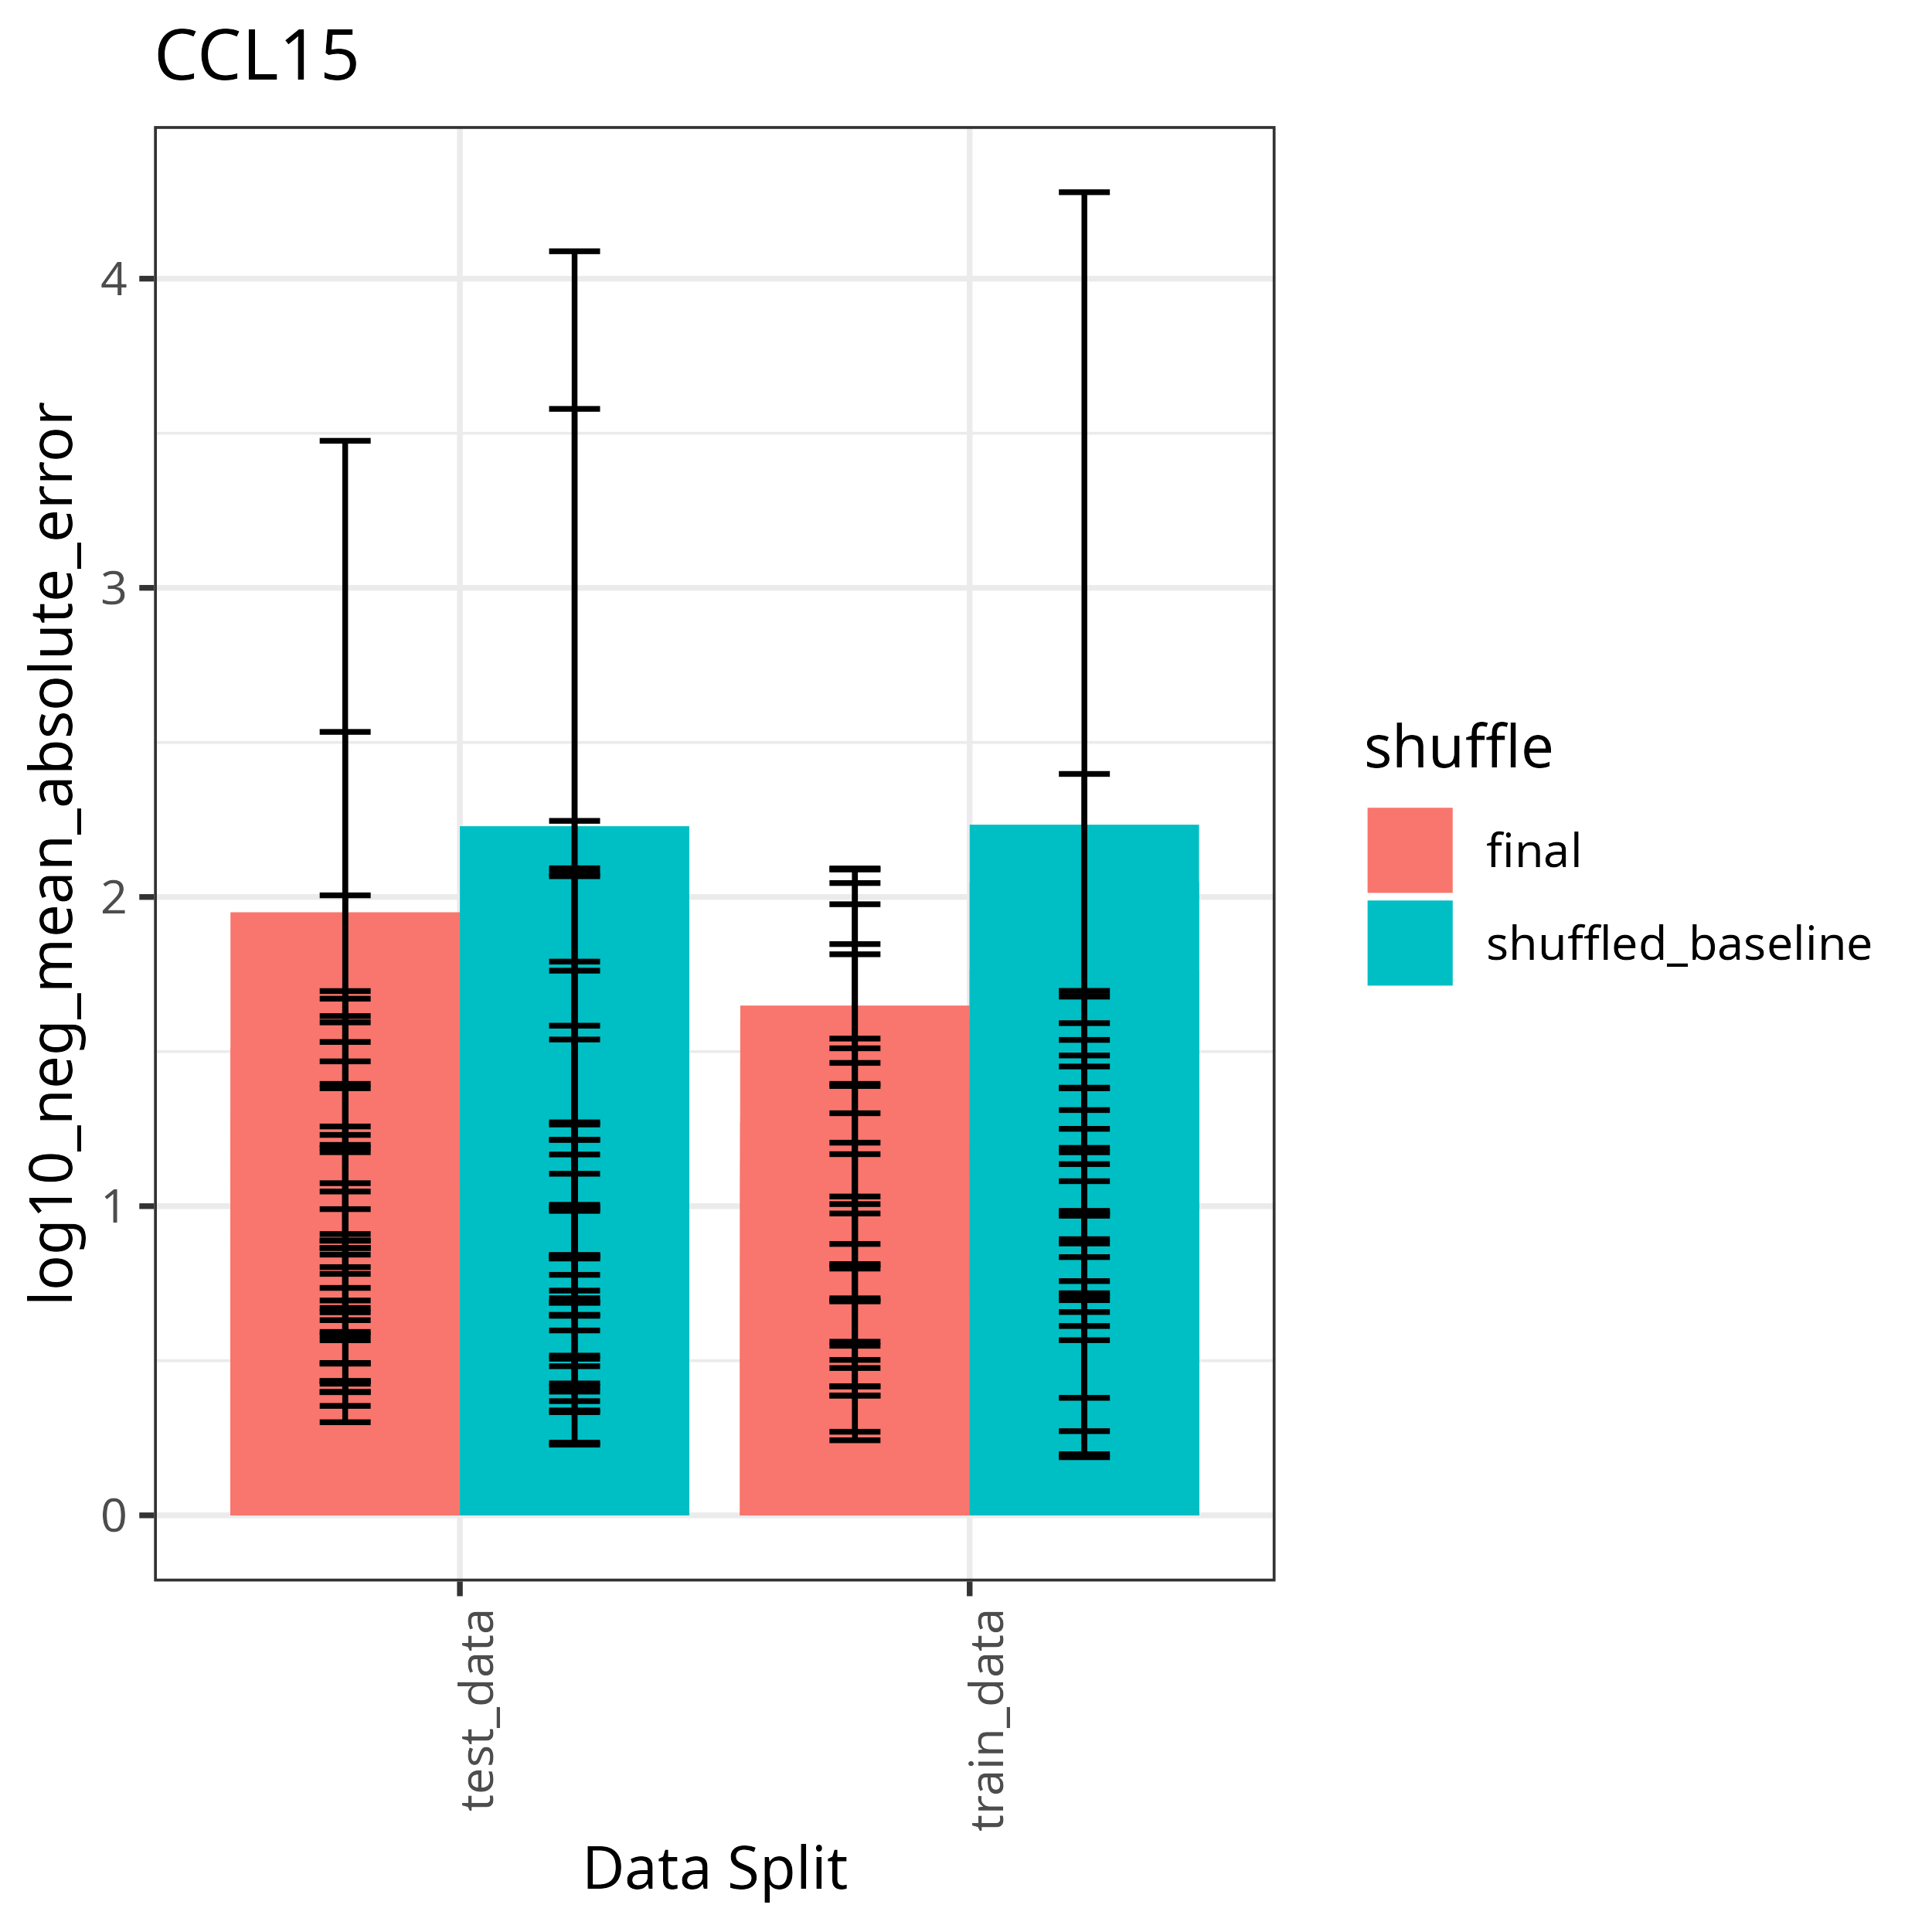 CCL15
log10_neg_mean_absolute_error
4
3
2
1
0
test_data
train_data
Data Split
shuffle
final
shuffled_baseline